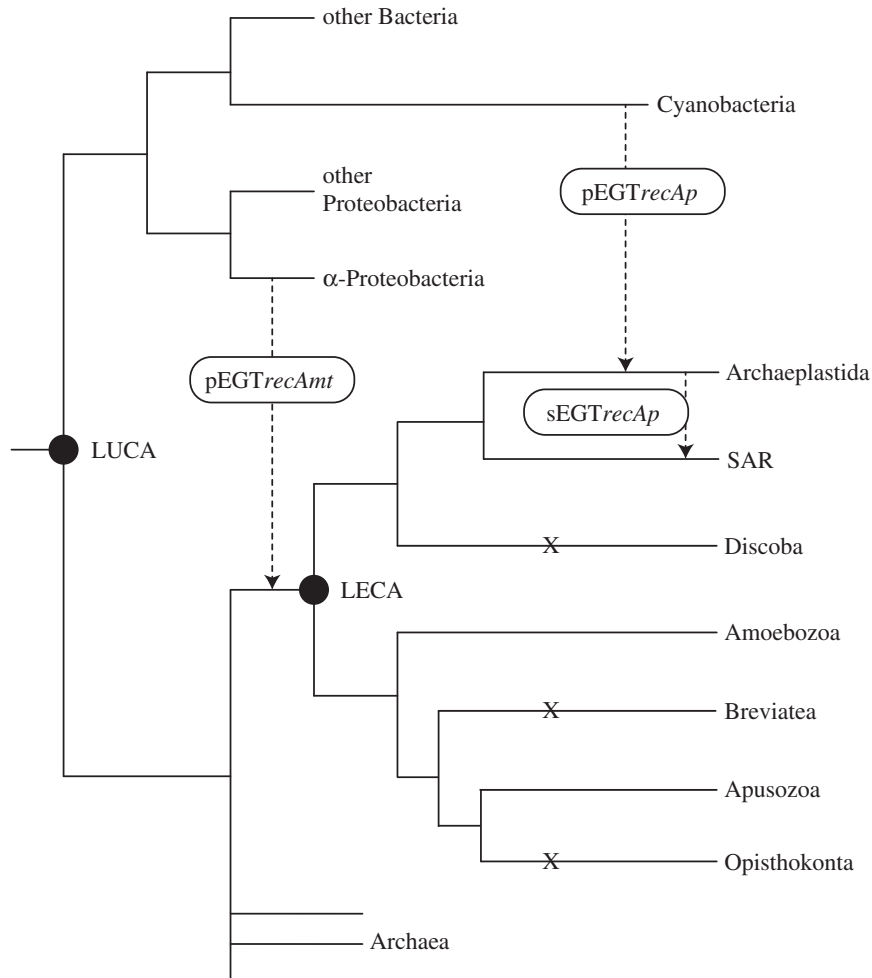 other Bacteria
Cyanobacteria
pEGTrecAp
other
Proteobacteria
α-Proteobacteria
pEGTrecAmt
Archaeplastida
sEGTrecAp
LUCA
SAR
X
Discoba
LECA
Amoebozoa
X
Breviatea
Apusozoa
X
Opisthokonta
Archaea